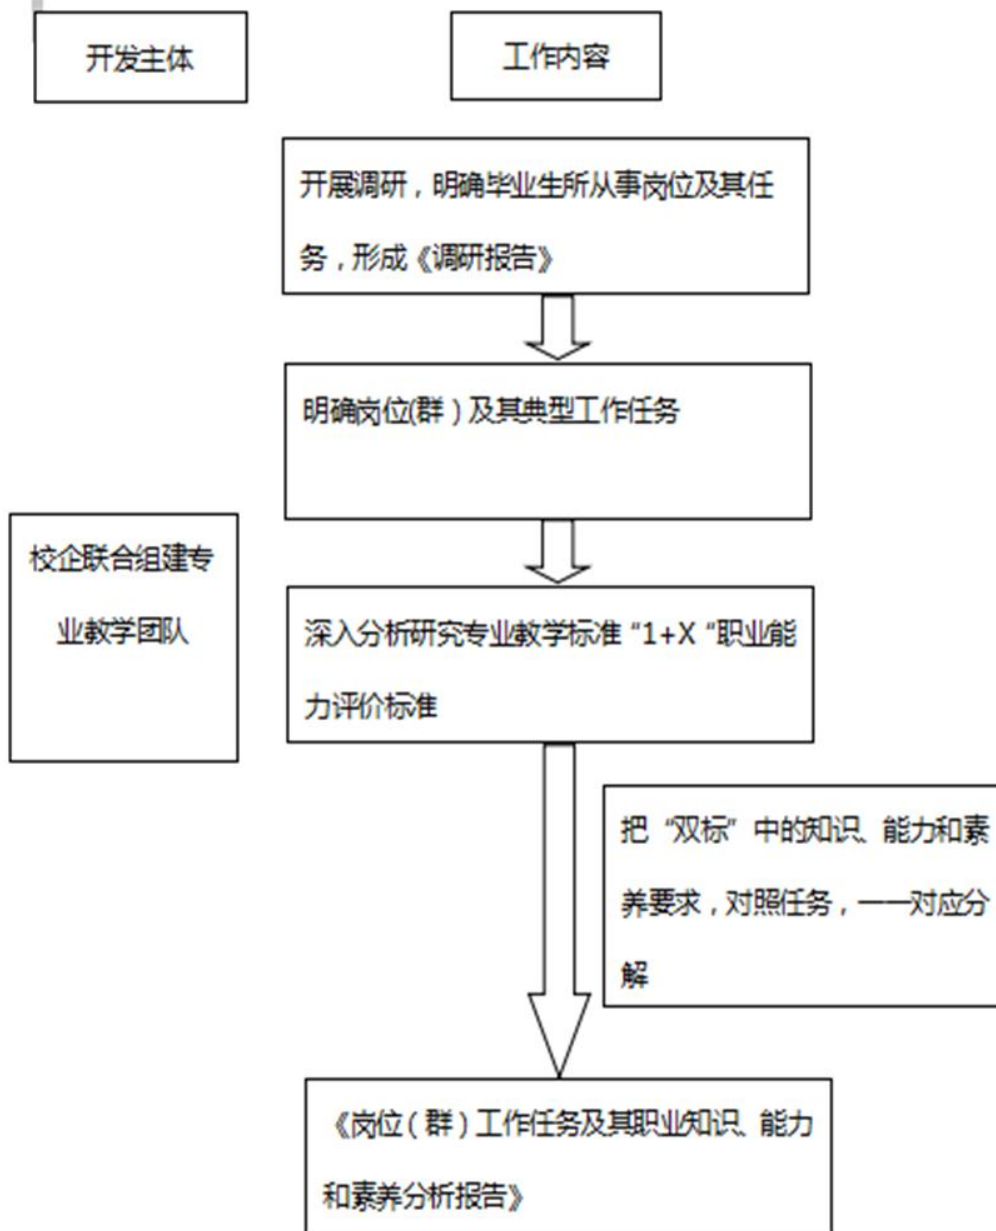 开发主体
工作内容
开展调研，明确毕业生所从事岗位及其任
务，形成《调研报告》
明确岗位(群）及其典型工作任务
校企联合组建专
业教学团队
深入分析研究专业教学标准“1+X“职业能
力评价标准
把“双标”中的知识、能力和素
养要求，对照任务，一一对应分
解
《岗位（群）工作任务及其职业知识、能力
和素养分析报告》